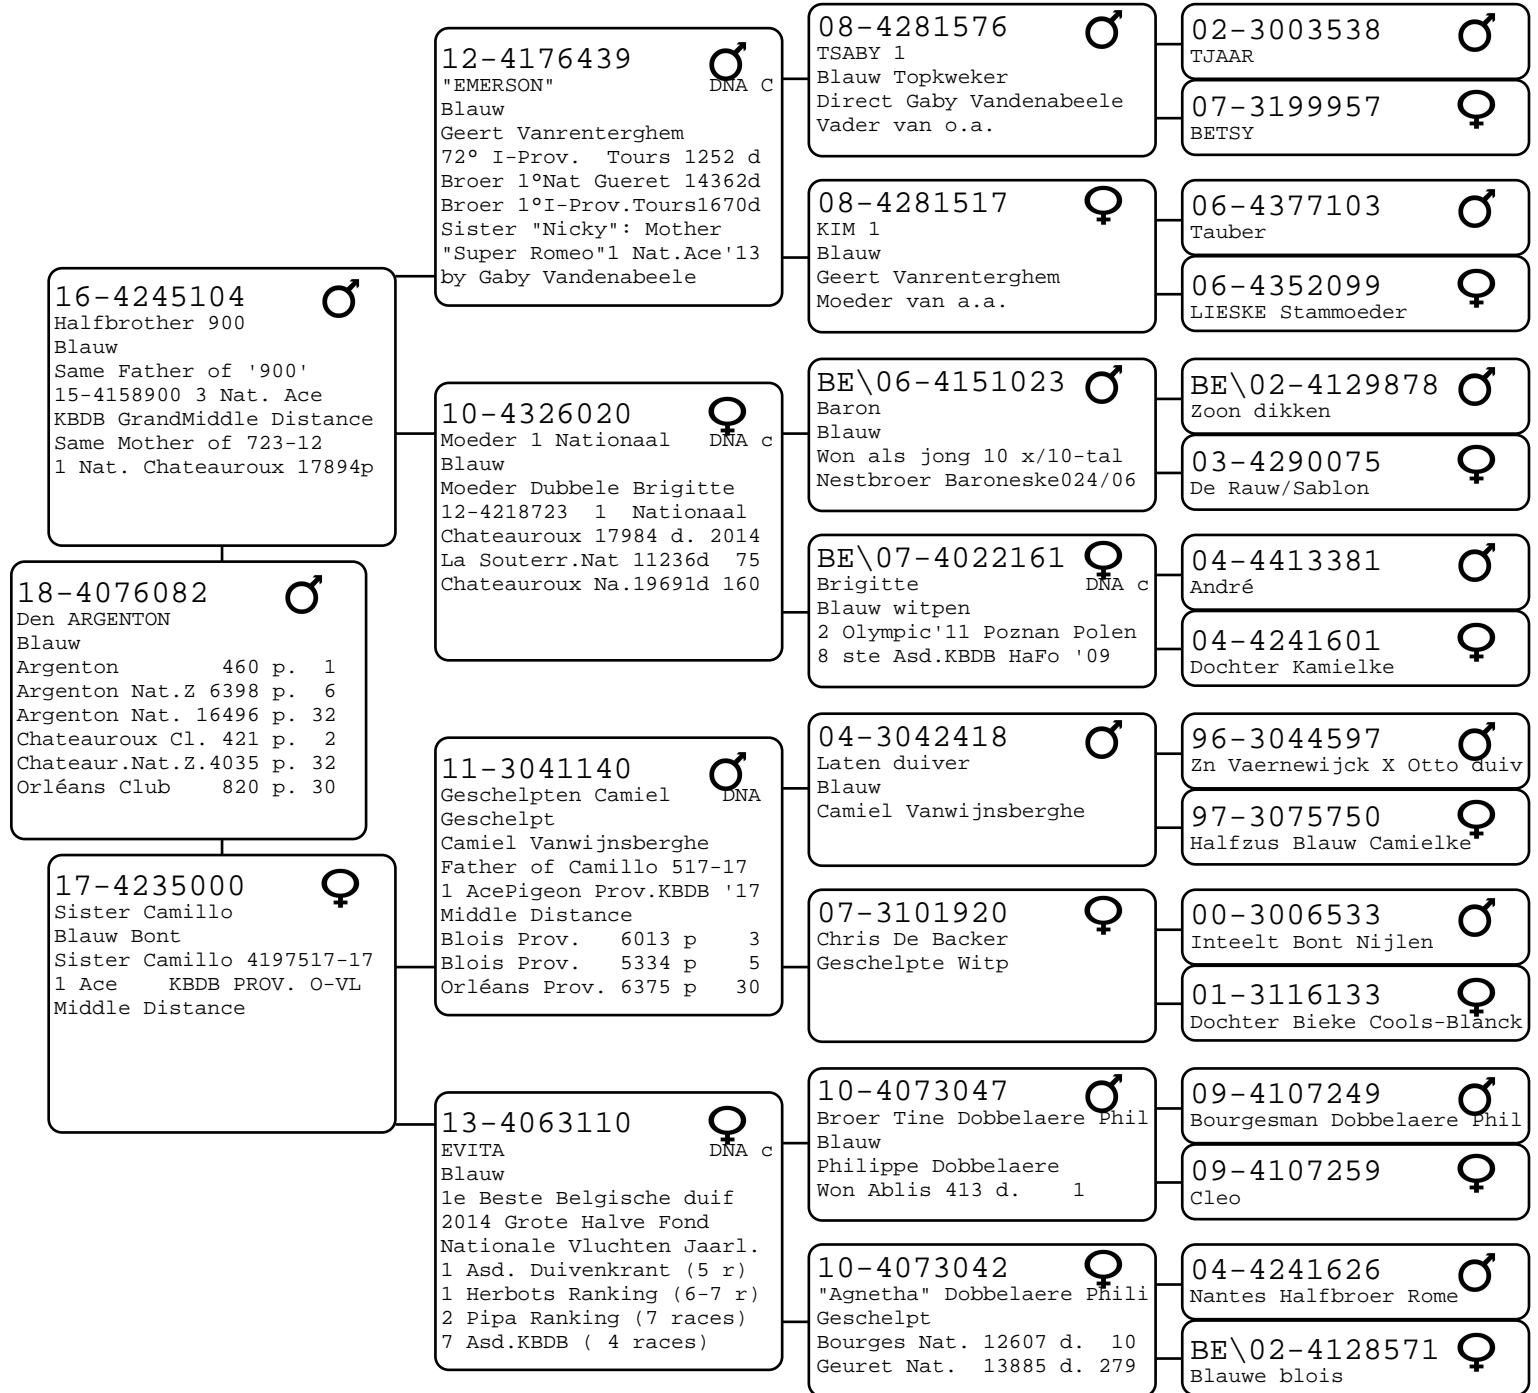 18-4076082
Den ARGENTON
Blauw
Argenton 460 p. 1
Argenton Nat.Z 6398 p. 6
Argenton Nat. 16496 p. 32
Chateauroux Cl. 421 p. 2
Chateaur.Nat.Z.4035 p. 32
Orléans Club 820 p. 30
16-4245104
Halfbrother 900
Blauw
Same Father of '900'
15-4158900 3 Nat. Ace
KBDB GrandMiddle Distance
Same Mother of 723-12
1 Nat. Chateauroux 17894p
17-4235000
Sister Camillo
Blauw Bont
Sister Camillo 4197517-17
1 Ace KBDB PROV. O-VL
Middle Distance
12-4176439
"EMERSON" DNA C
Blauw
Geert Vanrenterghem
72° I-Prov. Tours 1252 d
Broer 1°Nat Gueret 14362d
Broer 1°I-Prov.Tours1670d
Sister "Nicky": Mother
"Super Romeo"1 Nat.Ace'13
by Gaby Vandenabeele
10-4326020
Moeder 1 Nationaal DNA c
Blauw
Moeder Dubbele Brigitte
12-4218723 1 Nationaal
Chateauroux 17984 d. 2014
La Souterr.Nat 11236d 75
Chateauroux Na.19691d 160
11-3041140
Geschelpten Camiel DNA
Geschelpt
Camiel Vanwijnsberghe
Father of Camillo 517-17
1 AcePigeon Prov.KBDB '17
Middle Distance
Blois Prov. 6013 p 3
Blois Prov. 5334 p 5
Orléans Prov. 6375 p 30
13-4063110
EVITA DNA c
Blauw
1e Beste Belgische duif
2014 Grote Halve Fond
Nationale Vluchten Jaarl.
1 Asd. Duivenkrant (5 r)
1 Herbots Ranking (6-7 r)
2 Pipa Ranking (7 races)
7 Asd.KBDB ( 4 races)
08-4281576
TSABY 1
Blauw Topkweker
Direct Gaby Vandenabeele
Vader van o.a.
08-4281517
KIM 1
Blauw
Geert Vanrenterghem
Moeder van a.a.
BE\06-4151023
Baron
Blauw
Won als jong 10 x/10-tal
Nestbroer Baroneske024/06
BE\07-4022161
Brigitte DNA c
Blauw witpen
2 Olympic'11 Poznan Polen
8 ste Asd.KBDB HaFo '09
04-3042418
Laten duiver
Blauw
Camiel Vanwijnsberghe
07-3101920
Chris De Backer
Geschelpte Witp
10-4073047
Broer Tine Dobbelaere Phil
Blauw
Philippe Dobbelaere
Won Ablis 413 d. 1
10-4073042
"Agnetha" Dobbelaere Phili
Geschelpt
Bourges Nat. 12607 d. 10
Geuret Nat. 13885 d. 279
02-3003538
TJAAR
07-3199957
BETSY
06-4377103
Tauber
06-4352099
LIESKE Stammoeder
BE\02-4129878
Zoon dikken
03-4290075
De Rauw/Sablon
04-4413381
André
04-4241601
Dochter Kamielke
96-3044597
Zn Vaernewijck X Otto duiv
97-3075750
Halfzus Blauw Camielke
00-3006533
Inteelt Bont Nijlen
01-3116133
Dochter Bieke Cools-Blanck
09-4107249
Bourgesman Dobbelaere Phil
09-4107259
Cleo
04-4241626
Nantes Halfbroer Rome
BE\02-4128571
Blauwe blois